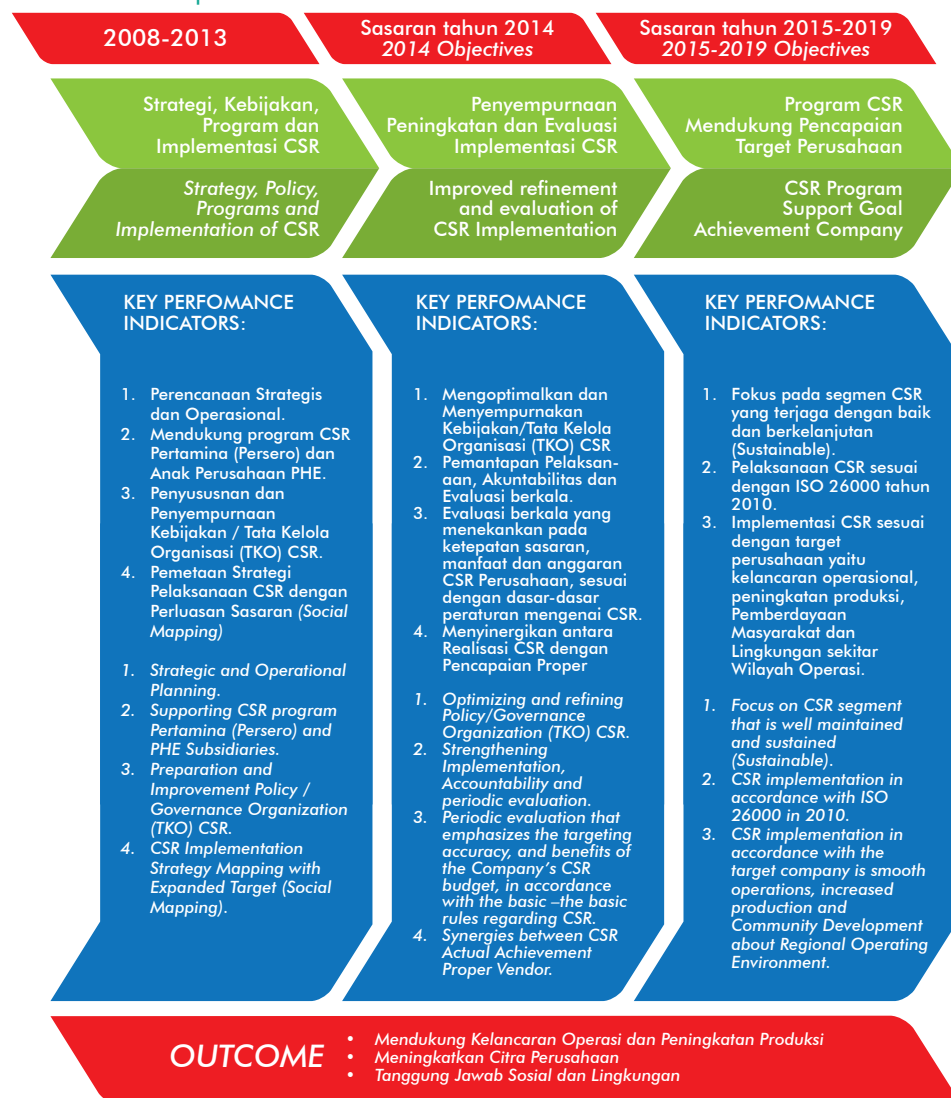 2008-2013
Sasaran tahun 2014
2014 Objectives
Sasaran tahun 2015-2019
2015-2019 Objectives
Strategi, Kebijakan,
Program dan
Implementasi CSR
Penyempurnaan
Peningkatan dan Evaluasi
Implementasi CSR
Program CSR
Mendukung Pencapaian
Target Perusahaan
Strategy, Policy,
Programs and
Implementation of CSR
Improved refinement
and evaluation of
CSR Implementation
CSR Program
Support Goal
Achievement Company
KEY PERFOMANCE
INDICATORS:
1. Perencanaan Strategis
dan Operasional.
2. Mendukung program CSR
Pertamina (Persero) dan
Anak Perusahaan PHE.
3. Penyususnan dan
Penyempurnaan
Kebijakan / Tata Kelola
Organisasi (TKO) CSR.
4. Pemetaan Strategi
Pelaksanaan CSR dengan
Perluasan Sasaran (Social
Mapping)
1. Strategic and Operational
Planning.
2. Supporting CSR program
Pertamina (Persero) and
PHE Subsidiaries.
3. Preparation and
Improvement Policy /
Governance Organization
(TKO) CSR.
4. CSR Implementation
Strategy Mapping with
Expanded Target (Social
Mapping).
KEY PERFOMANCE
INDICATORS:
1. Mengoptimalkan dan
Menyempurnakan
Kebijakan/Tata Kelola
Organisasi (TKO) CSR
2. Pemantapan Pelaksan-
aan, Akuntabilitas dan
Evaluasi berkala.
3. Evaluasi berkala yang
menekankan pada
ketepatan sasaran,
manfaat dan anggaran
CSR Perusahaan, sesuai
dengan dasar-dasar
peraturan mengenai CSR.
4. Menyinergikan antara
Realisasi CSR dengan
Pencapaian Proper
1. Optimizing and refining
Policy/Governance
Organization (TKO) CSR.
2. Strengthening
Implementation,
Accountability and
periodic evaluation.
3. Periodic evaluation that
emphasizes the targeting
accuracy, and benefits of
the Company's CSR
budget, in accordance
with the basic –the basic
rules regarding CSR.
4. Synergies between CSR
Actual Achievement
Proper Vendor.
KEY PERFOMANCE
INDICATORS:
1. Fokus pada segmen CSR
yang terjaga dengan baik
dan berkelanjutan
(Sustainable).
2. Pelaksanaan CSR sesuai
dengan ISO 26000 tahun
2010.
3. Implementasi CSR sesuai
dengan target
perusahaan yaitu
kelancaran operasional,
peningkatan produksi,
Pemberdayaan
Masyarakat dan
Lingkungan sekitar
Wilayah Operasi.
1. Focus on CSR segment
that is well maintained
and sustained
(Sustainable).
2. CSR implementation in
accordance with ISO
26000 in 2010.
3. CSR implementation in
accordance with the
target company is smooth
operations, increased
production and
Community Development
about Regional Operating
Environment.
OUTCOME
• Mendukung Kelancaran Operasi dan Peningkatan Produksi
• Meningkatkan Citra Perusahaan
• Tanggung Jawab Sosial dan Lingkungan